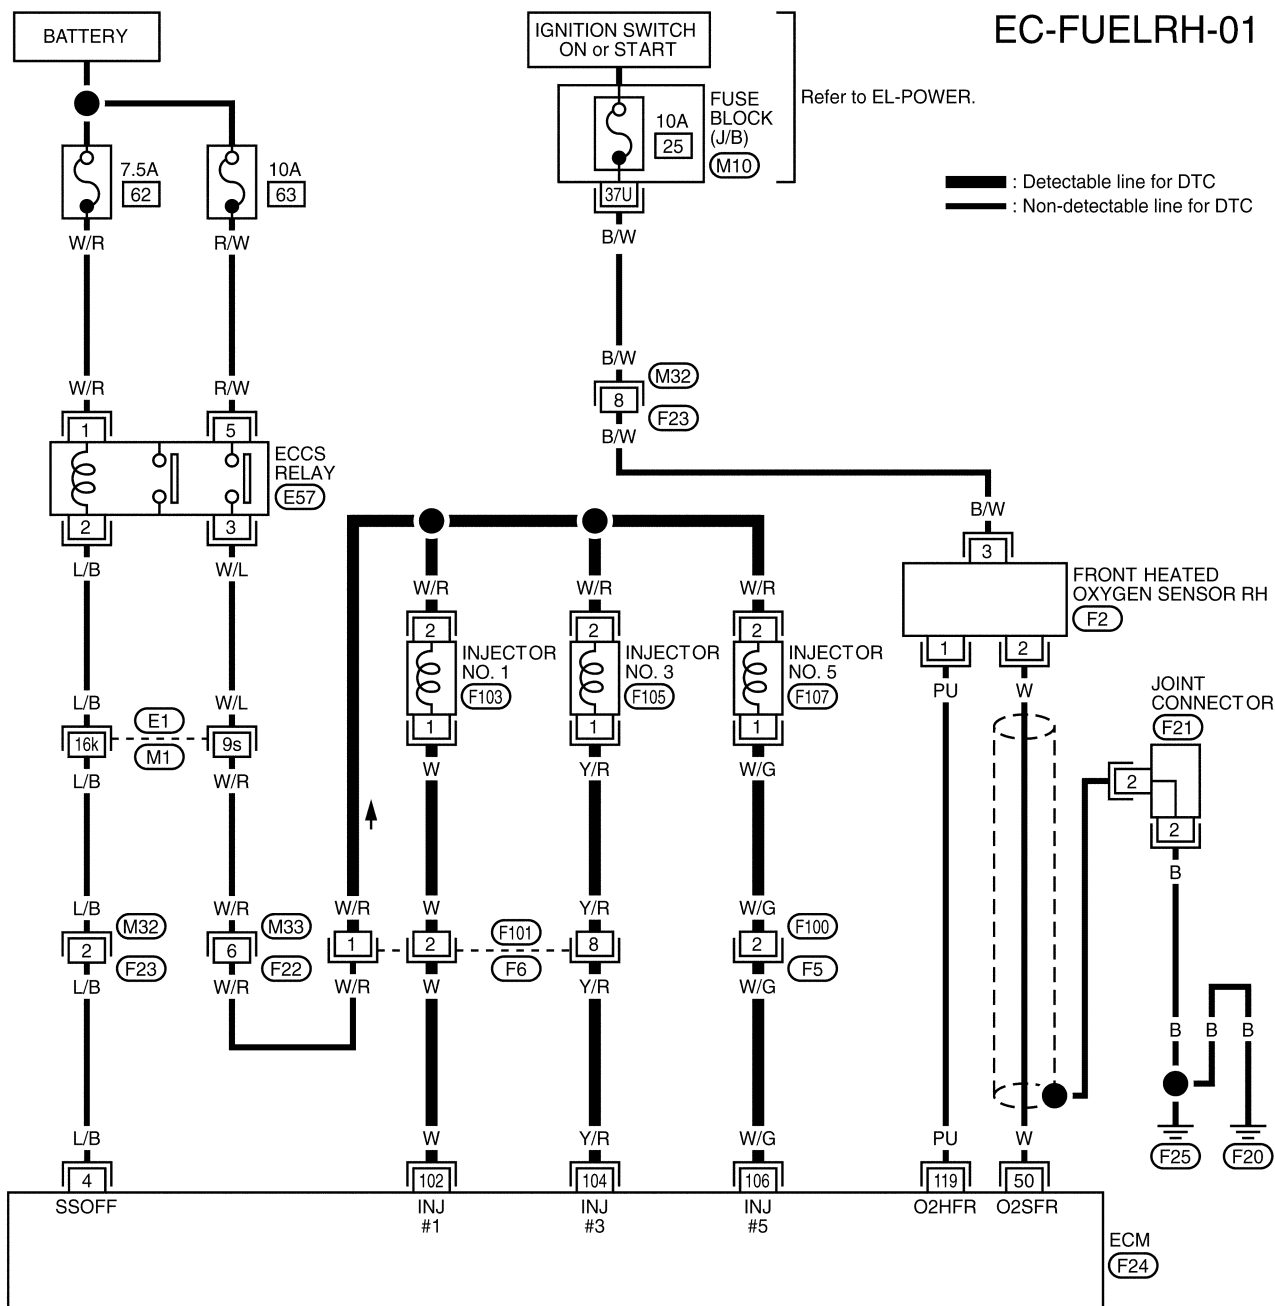 EC-FUELRH-01
BATTERY
IGNITION SWITCH
ON or START
Refer to EL-POWER.
FUSE
BLOCK
(J/B)
M10
10A
25
37U
7.5A
62
10A
63
: Detectable line for DTC
: Non-detectable line for DTC
W/R
R/W
B/W
W/R
R/W
B/W
M32
8
F23
B/W
1
5
ECCS
RELAY
E57
2
3
B/W
3
FRONT HEATED
OXYGEN SENSOR RH
F2
1
2
L/B
W/L
W/R
W/R
W/R
2
2
2
INJECTOR
NO. 1
F103
INJECTOR
NO. 3
F105
INJECTOR
NO. 5
F107
1
1
1
PU
W
JOINT
CONNECTOR
F21
2
2
B
L/B
W/L
16k
E1
M1
9s
L/B
W/R
W
Y/R
W/G
L/B
W/R
W/R
W
Y/R
W/G
2
M32
F23
6
M33
F22
1
2
F101
F6
8
2
F100
F5
L/B
W/R
W/R
W
Y/R
W/G
B
B
B
L/B
W
Y/R
W/G
PU
W
F25
F20
4
102
104
106
119
50
SSOFF
INJ
#1
INJ
#3
INJ
#5
O2HFR
O2SFR
ECM
F24